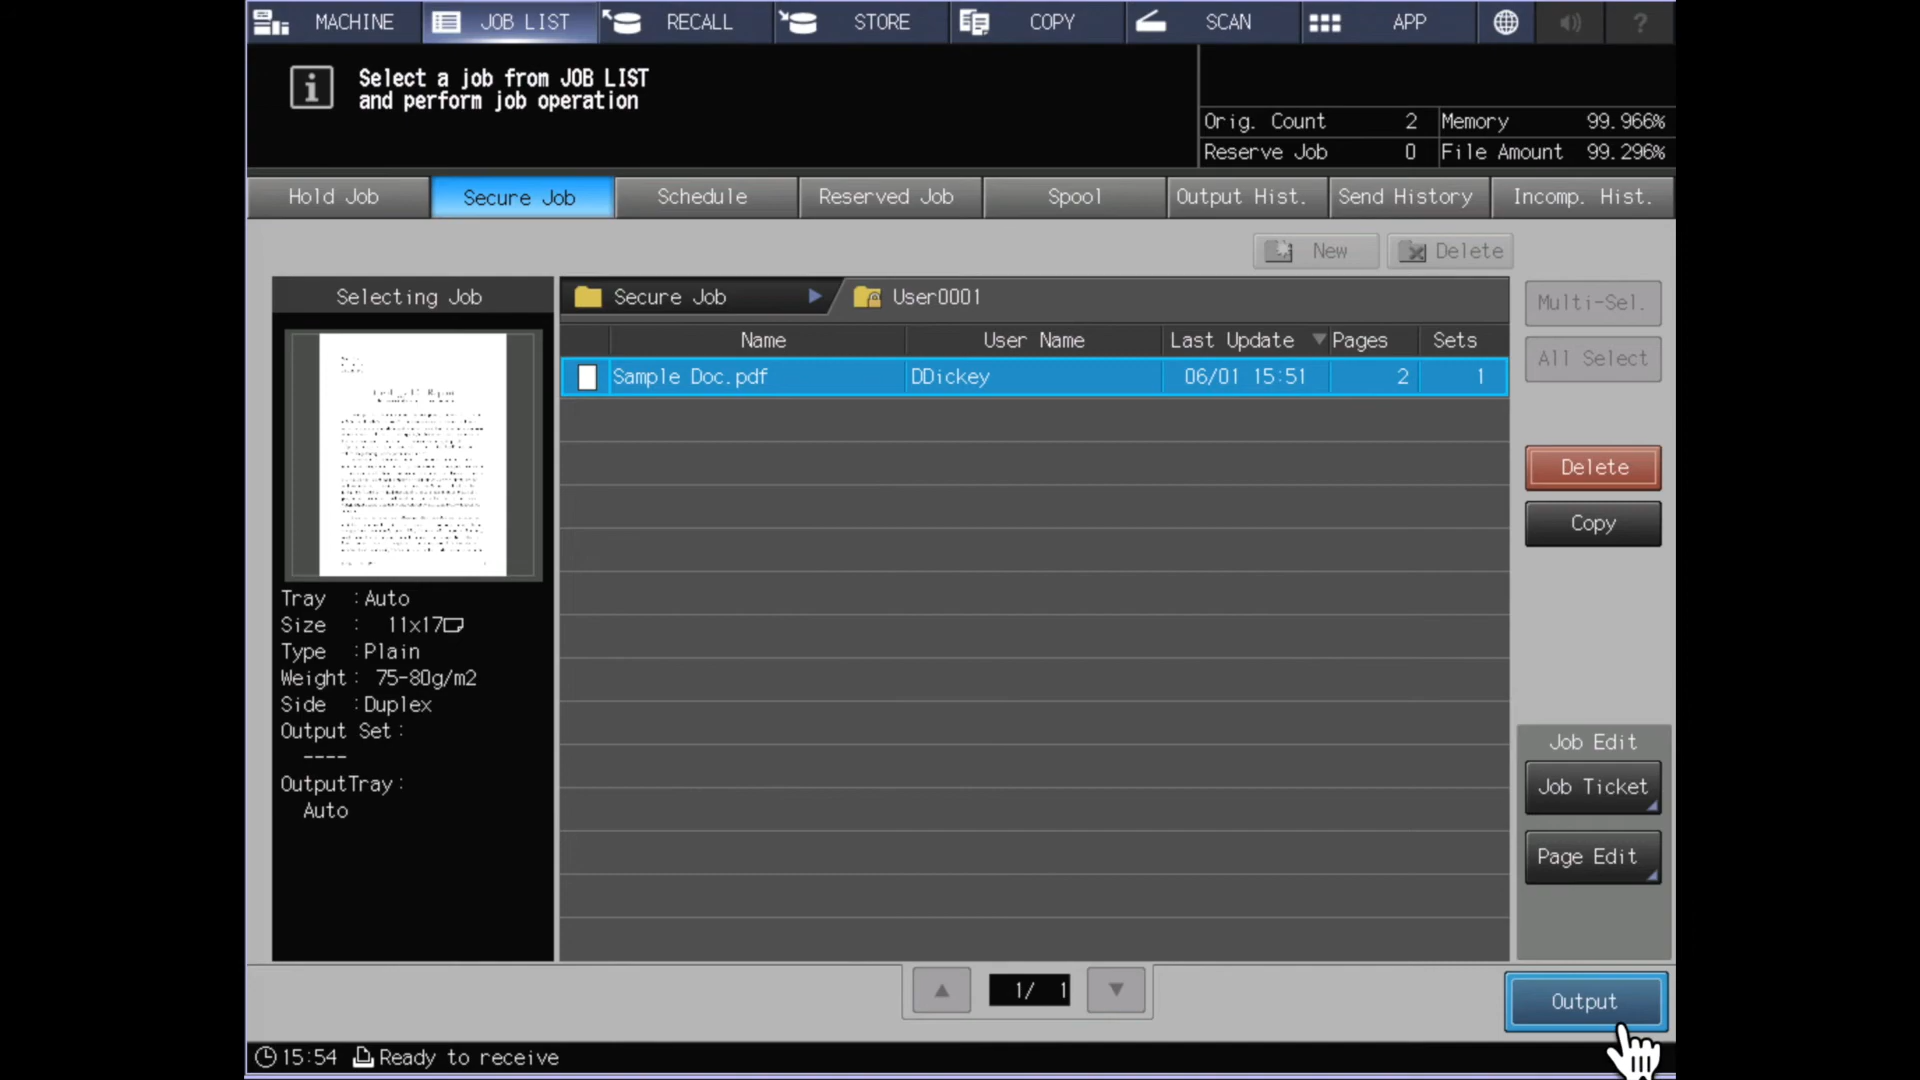 MACHINE JOB LIST RECALL STORE COPY SCAN APP ?
Select a job from JOB LIST
and perform job operation
Orig. Count 2 Memory 99.966%
Reserve Job 0 File Amount 99.296%
Hold Job Secure Job Schedule Reserved Job Spool Output Hist. Send History Incomp. Hist.
New Delete
Selecting Job Secure Job User0001 Multi-Sel.
Name User Name Last Update Pages Sets All Select
Sample Doc.pdf DDickey 06/01 15:51 2 1
Delete
Copy
Tray :Auto
Size : 11x17
Type :Plain
Weight: 75-80g/m2
Side :Duplex
Output Set:
----
OutputTray:
Auto
Job Edit
Job Ticket
Page Edit
1/ 1
Output
15:54 Ready to receive